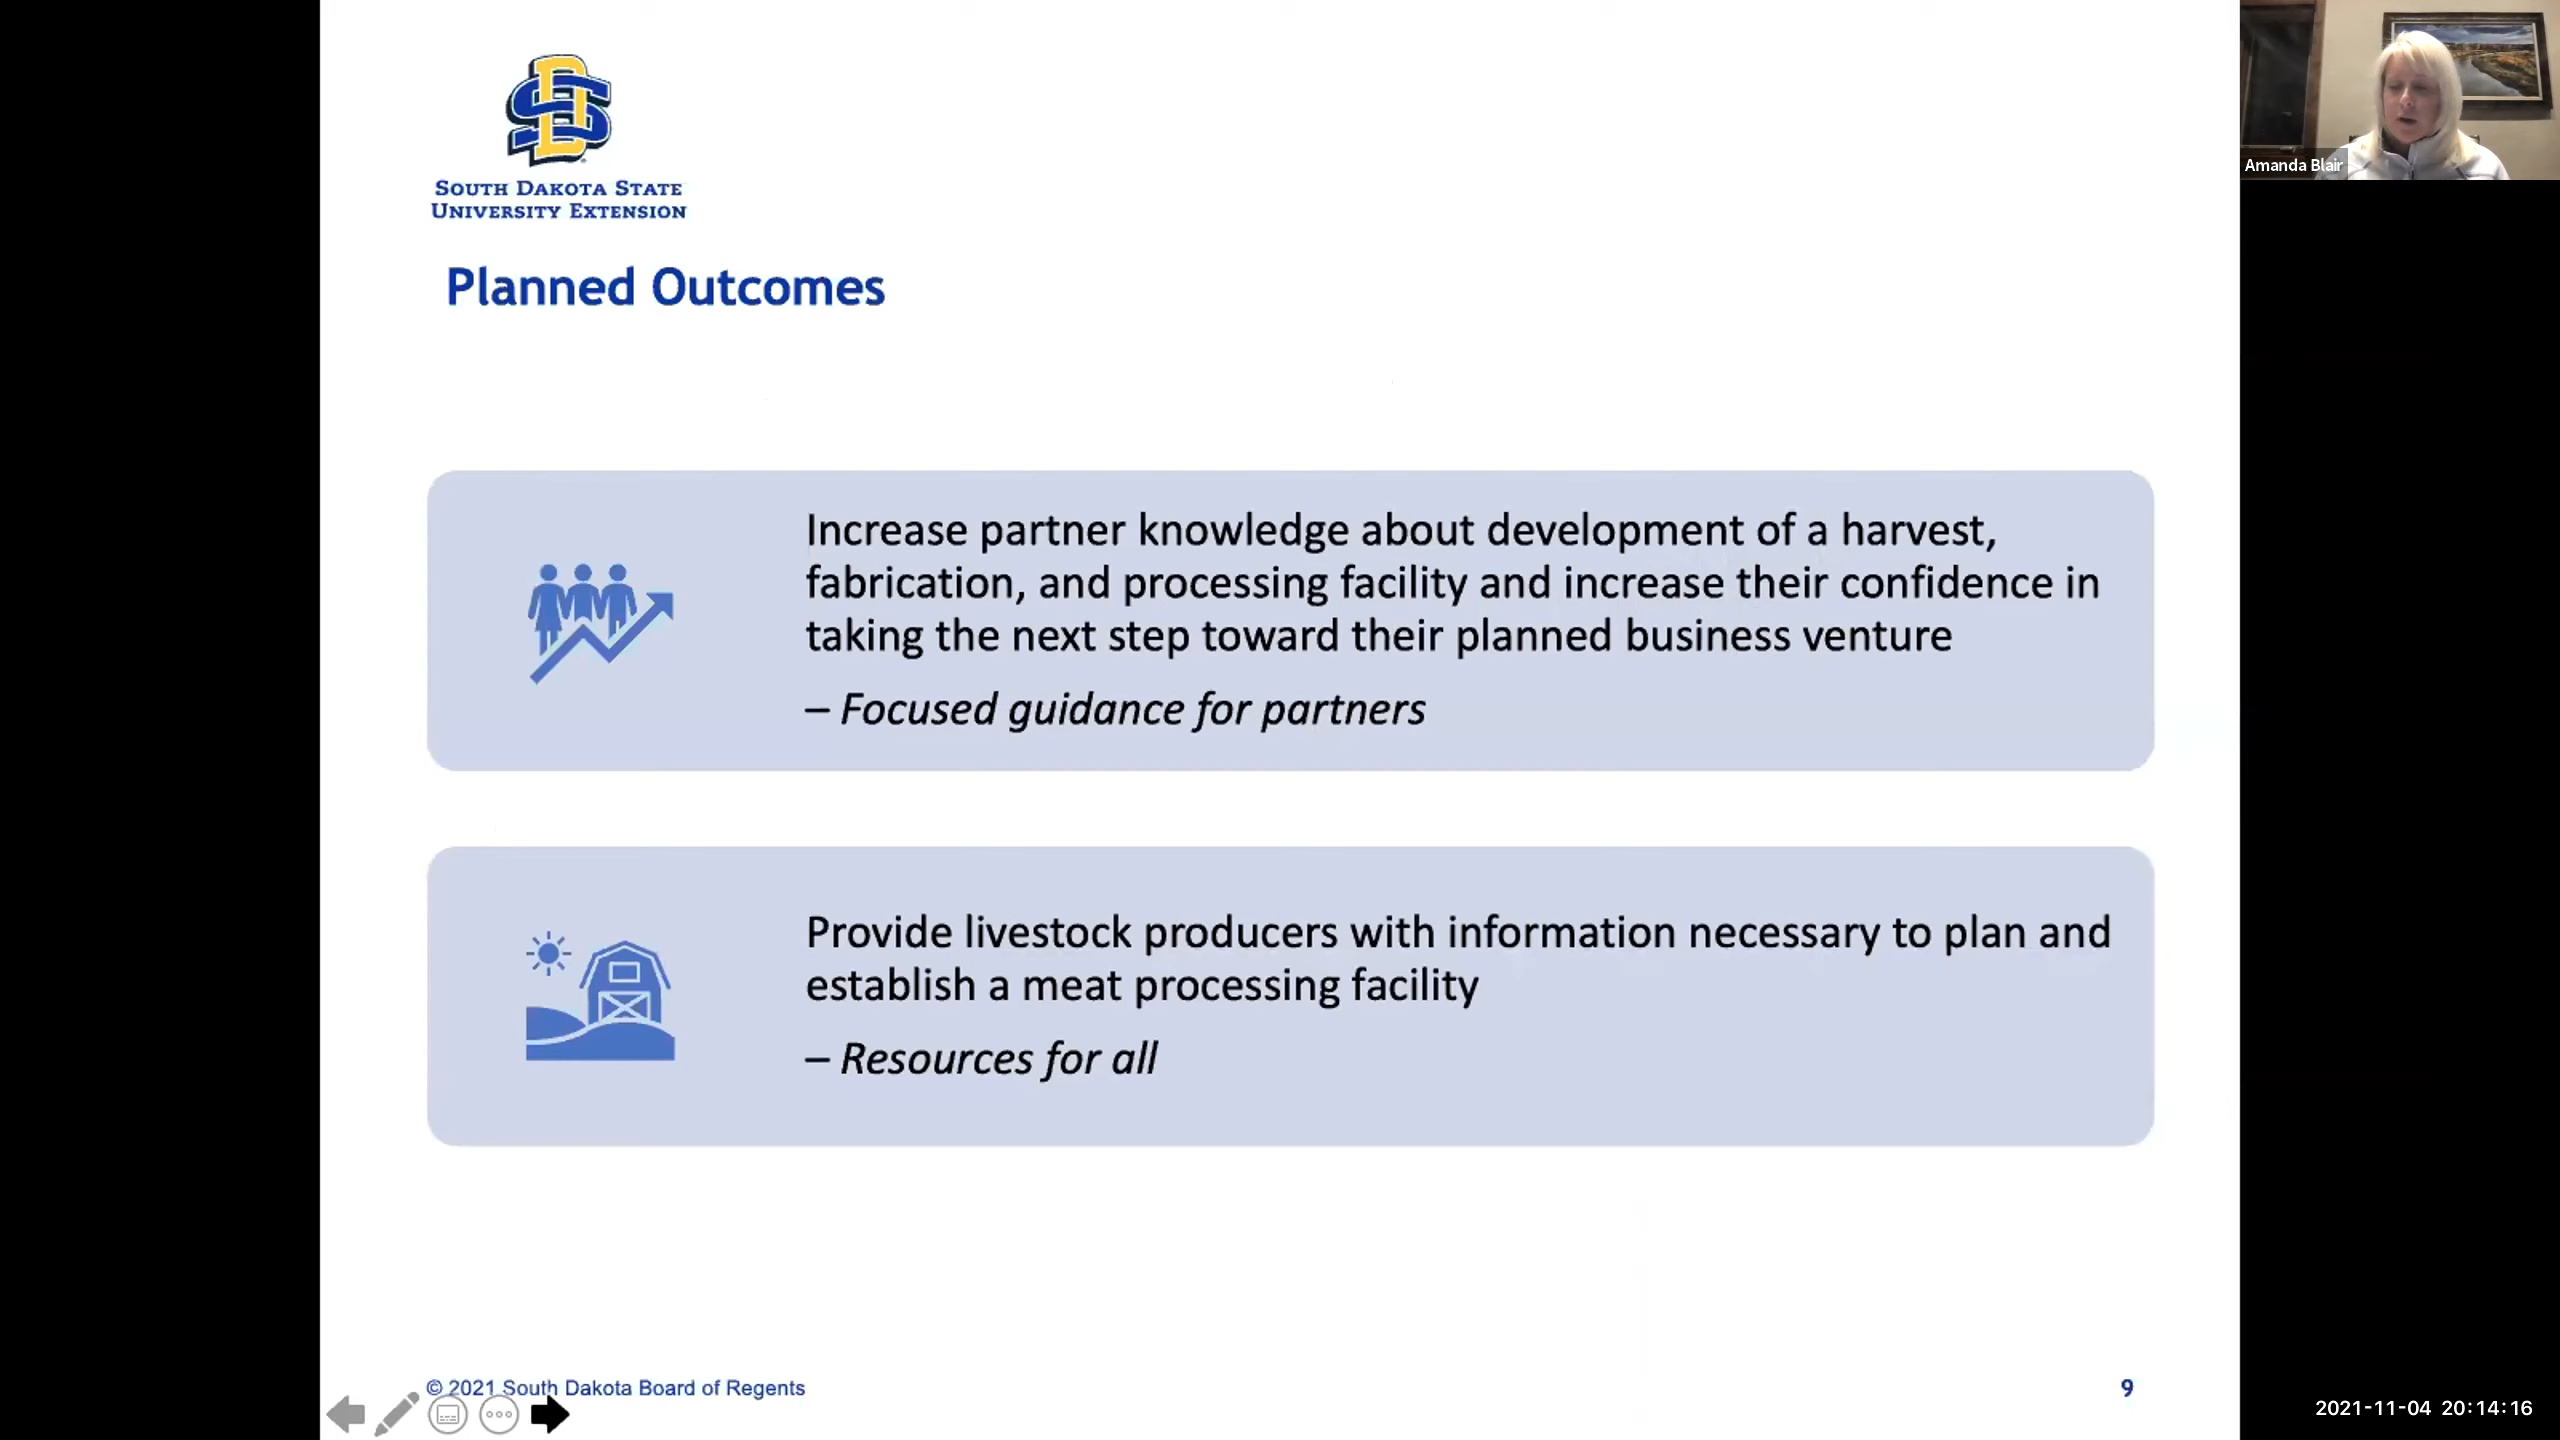 SD
SOUTH DAKOTA STATE
UNIVERSITY EXTENSION
Planned Outcomes
Increase partner knowledge about development of a harvest,
fabrication, and processing facility and increase their confidence in
taking the next step toward their planned business venture
– Focused guidance for partners
Provide livestock producers with information necessary to plan and
establish a meat processing facility
– Resources for all
© 2021 South Dakota Board of Regents
9
Amanda Blair
2021-11-04 20:14:16